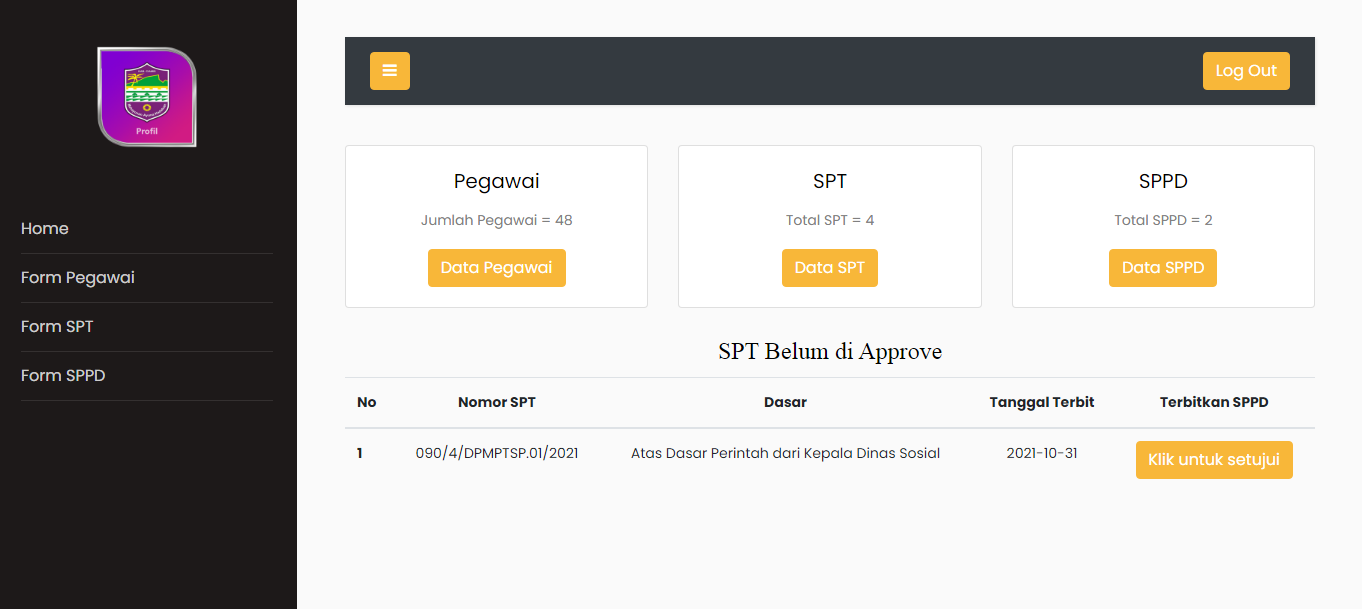 Profil
Log Out
Home
Form Pegawai
Form SPT
Form SPPD
Pegawai
Jumlah Pegawai = 48
Data Pegawai
SPT
Total SPT = 4
Data SPT
SPPD
Total SPPD = 2
Data SPPD
SPT Belum di Approve
No Nomor SPT Dasar Tanggal Terbit Terbitkan SPPD
1 090/4/DPMPTSP.01/2021 Atas Dasar Perintah dari Kepala Dinas Sosial 2021-10-31 Klik untuk setujui